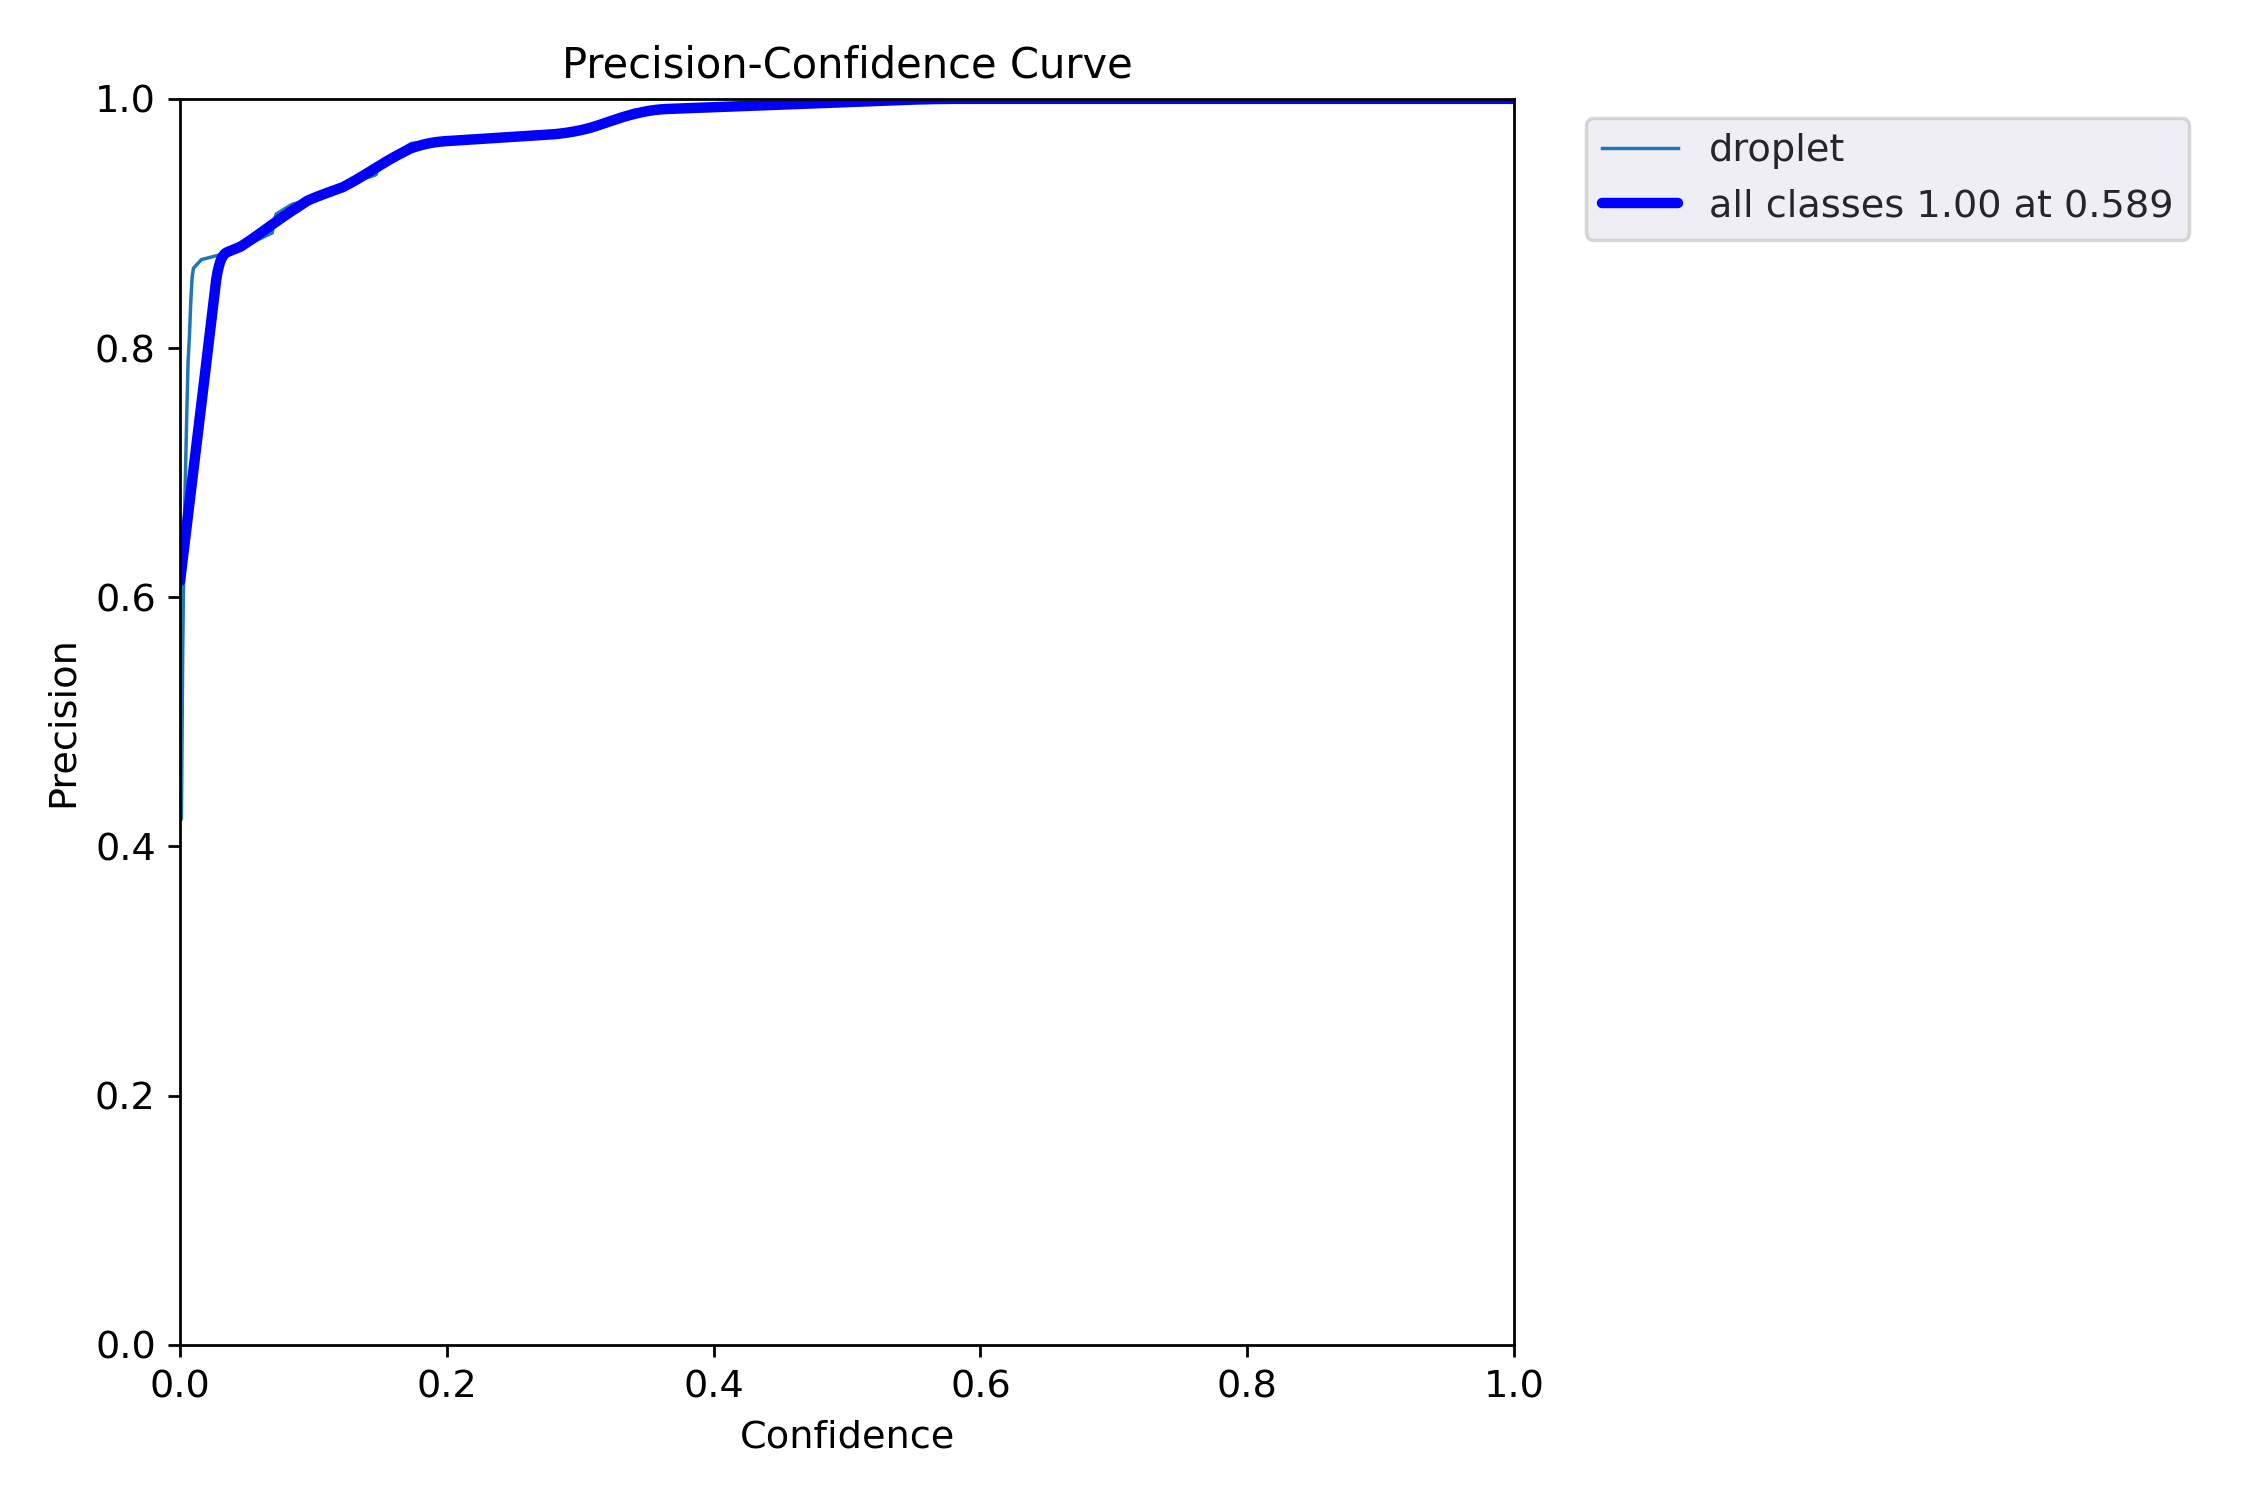 Precision-Confidence Curve
1.0
0.8
0.6
0.4
0.2
0.0
Precision
0.0 0.2 0.4 0.6 0.8 1.0
Confidence
droplet
all classes 1.00 at 0.589